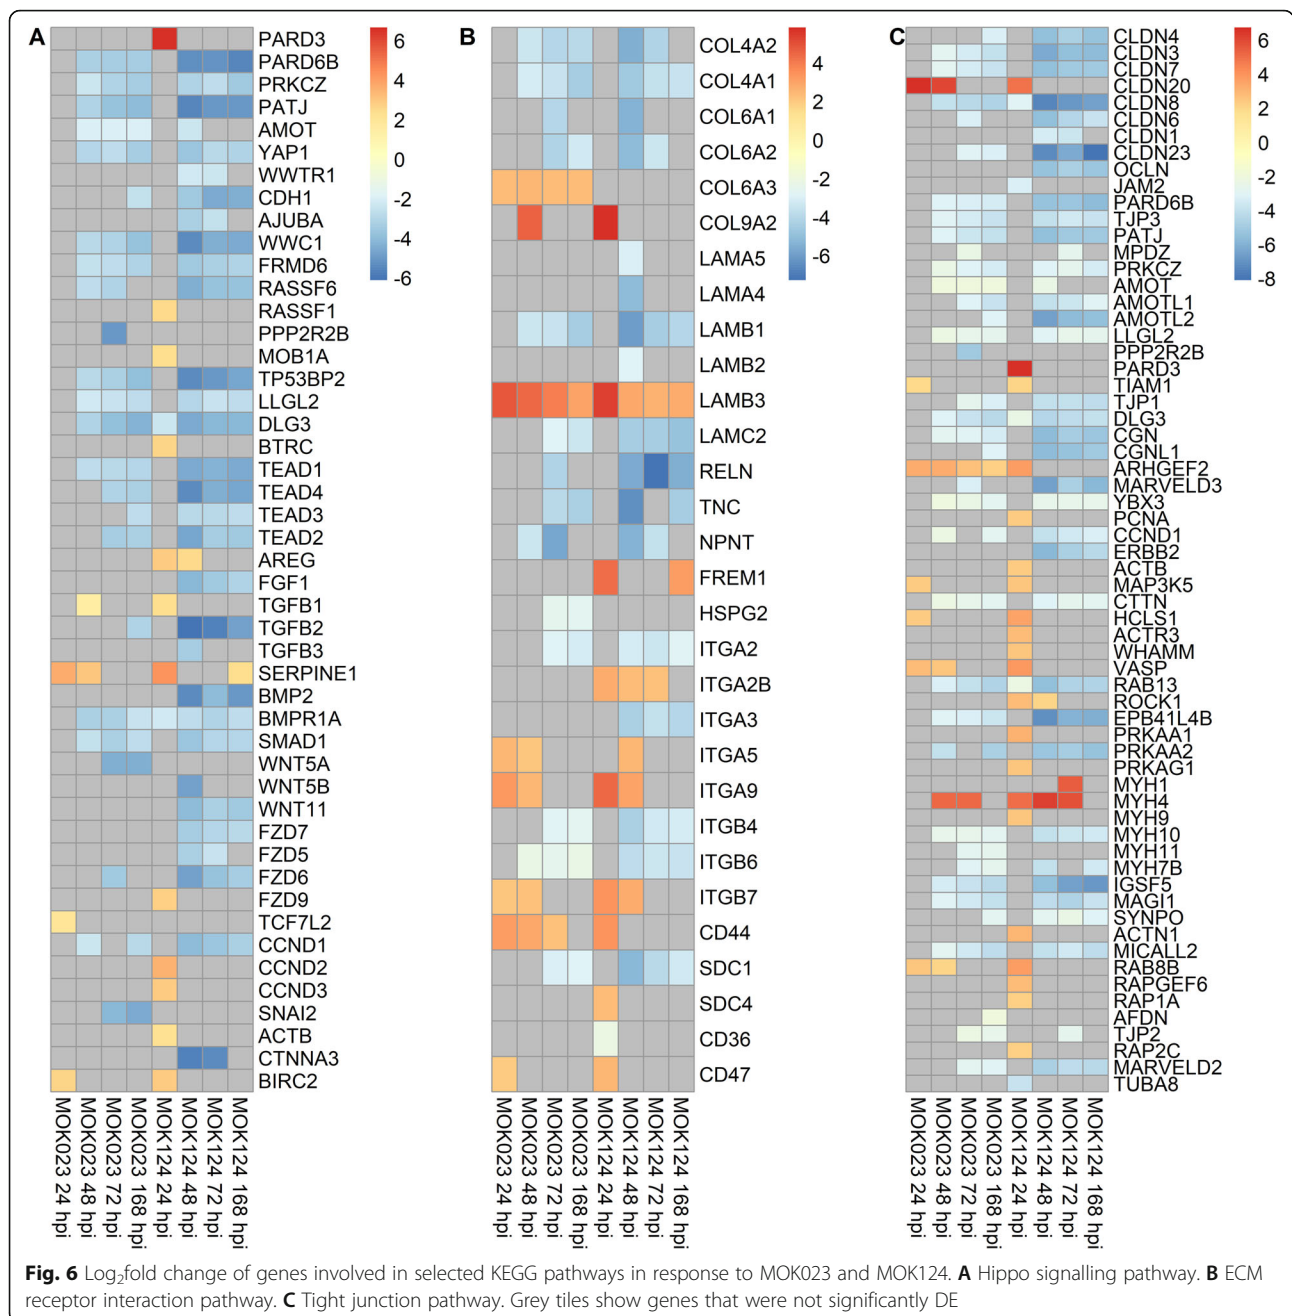 A
PARD3
PARD6B
PRKCZ
PATJ
AMOT
YAP1
WWTR1
CDH1
AJUBA
WWC1
FRMD6
RASSF6
RASSF1
PPP2R2B
MOB1A
TP53BP2
LLGL2
DLG3
BTRC
TEAD1
TEAD4
TEAD3
TEAD2
AREG
FGF1
TGFB1
TGFB2
TGFB3
SERPINE1
BMP2
BMPR1A
SMAD1
WNT5A
WNT5B
WNT11
FZD7
FZD5
FZD6
FZD9
TCF7L2
CCND1
CCND2
CCND3
SNAI2
ACTB
CTNNA3
BIRC2
6
4
2
0
-2
-4
-6
MOK023 24 hpi
MOK023 48 hpi
MOK023 72 hpi
MOK023 168 hpi
MOK124 24 hpi
MOK124 48 hpi
MOK124 72 hpi
MOK124 168 hpi
B
COL4A2
COL4A1
COL6A1
COL6A2
COL6A3
COL9A2
LAMA5
LAMA4
LAMB1
LAMB2
LAMB3
LAMC2
RELN
TNC
NPNT
FREM1
HSPG2
ITGA2
ITGA2B
ITGA3
ITGA5
ITGA9
ITGB4
ITGB6
ITGB7
CD44
SDC1
SDC4
CD36
CD47
4
2
0
-2
-4
-6
MOK023 24 hpi
MOK023 48 hpi
MOK023 72 hpi
MOK023 168 hpi
MOK124 24 hpi
MOK124 48 hpi
MOK124 72 hpi
MOK124 168 hpi
C
CLDN4
CLDN3
CLDN7
CLDN20
CLDN8
CLDN6
CLDN1
CLDN23
OCLN
JAM2
PARD6B
TJP3
PATJ
MPDZ
PRKCZ
AMOT
AMOTL1
AMOTL2
LLGL2
PPP2R2B
PARD3
TIAM1
TJP1
DLG3
CGN
CGNL1
ARHGEF2
MARVELD3
YBX3
PCNA
CCND1
ERBB2
ACTB
MAP3K5
CTTN
HCLS1
ACTR3
WHAMM
VASP
RAB13
ROCK1
EPB41L4B
PRKAA1
PRKAA2
PRKAG1
MYH1
MYH4
MYH9
MYH10
MYH11
MYH7B
IGSF5
MAGI1
SYNPO
ACTN1
MICALL2
RAB8B
RAPGEF6
RAP1A
AFDN
TJP2
RAP2C
MARVELD2
TUBA8
6
4
2
0
-2
-4
-6
-8
MOK023 24 hpi
MOK023 48 hpi
MOK023 72 hpi
MOK023 168 hpi
MOK124 24 hpi
MOK124 48 hpi
MOK124 72 hpi
MOK124 168 hpi
Fig. 6 Log₂fold change of genes involved in selected KEGG pathways in response to MOK023 and MOK124. A Hippo signalling pathway. B ECM
receptor interaction pathway. C Tight junction pathway. Grey tiles show genes that were not significantly DE